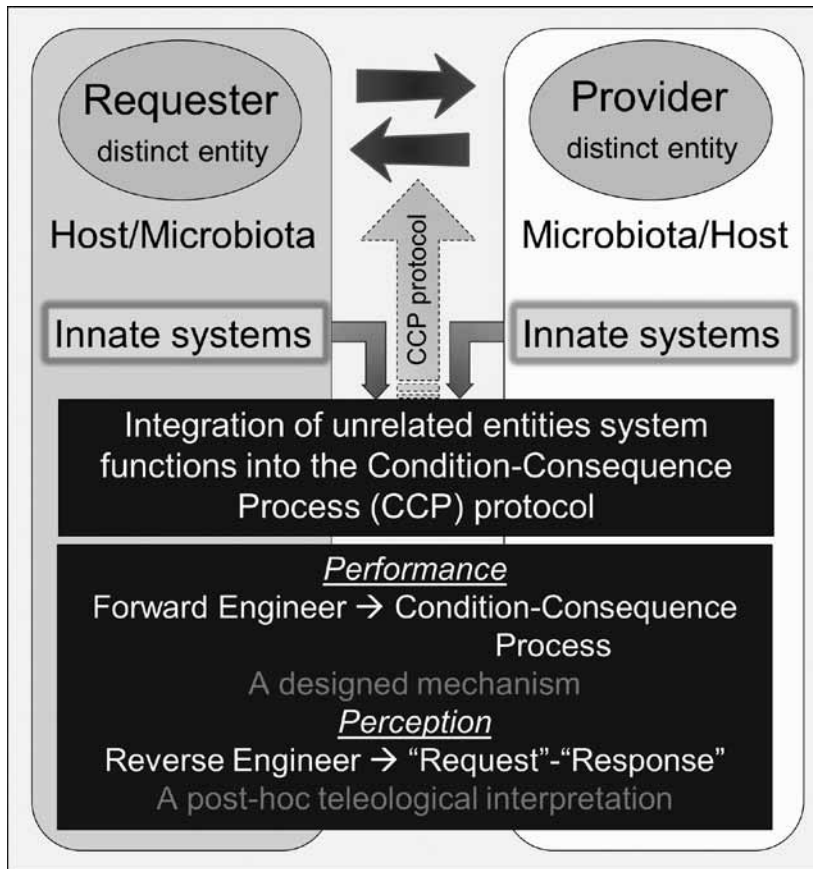 Requester
distinct entity
Provider
distinct entity
Host/Microbiota
Microbiota/Host
CCP protocol
Innate systems
Innate systems
Integration of unrelated entities system
functions into the Condition-Consequence
Process (CCP) protocol
Performance
Forward Engineer → Condition-Consequence
Process
A designed mechanism
Perception
Reverse Engineer → “Request”-“Response”
A post-hoc teleological interpretation